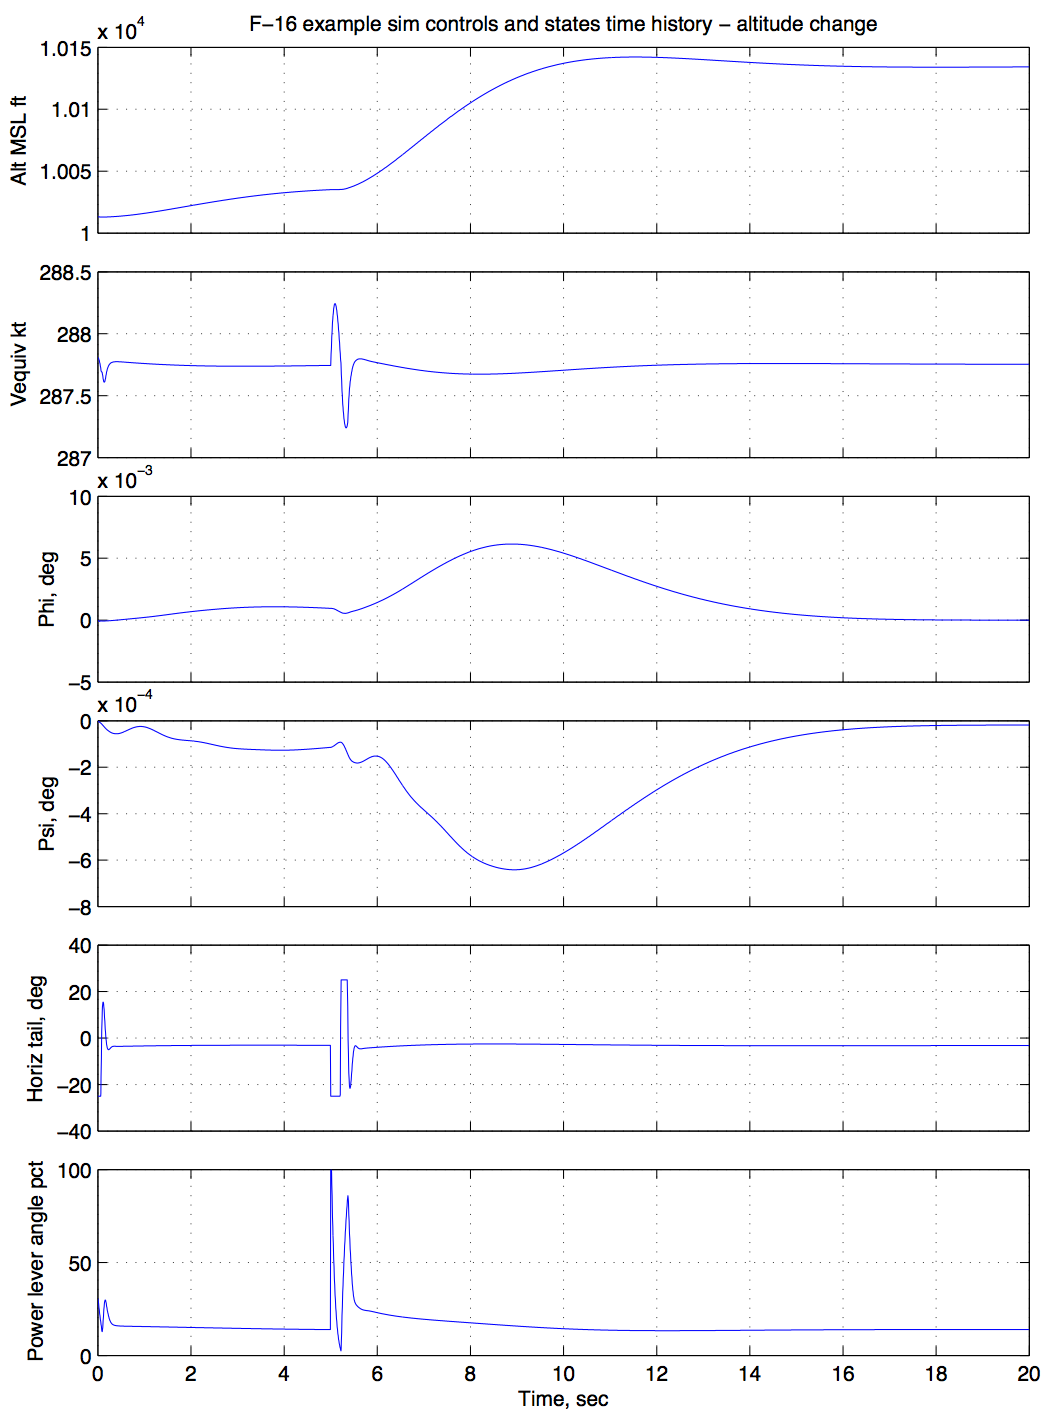 F−16 example sim controls and states time history − altitude change
x 10^4
1.015
1.01
1.005
1
Alt MSL ft
288.5
288
287.5
287
Vequiv kt
x 10^−3
10
5
0
−5
Phi, deg
x 10^−4
0
−2
−4
−6
−8
Psi, deg
40
20
0
−20
−40
Horiz tail, deg
100
50
0
Power lever angle pct
0 2 4 6 8 10 12 14 16 18 20
Time, sec